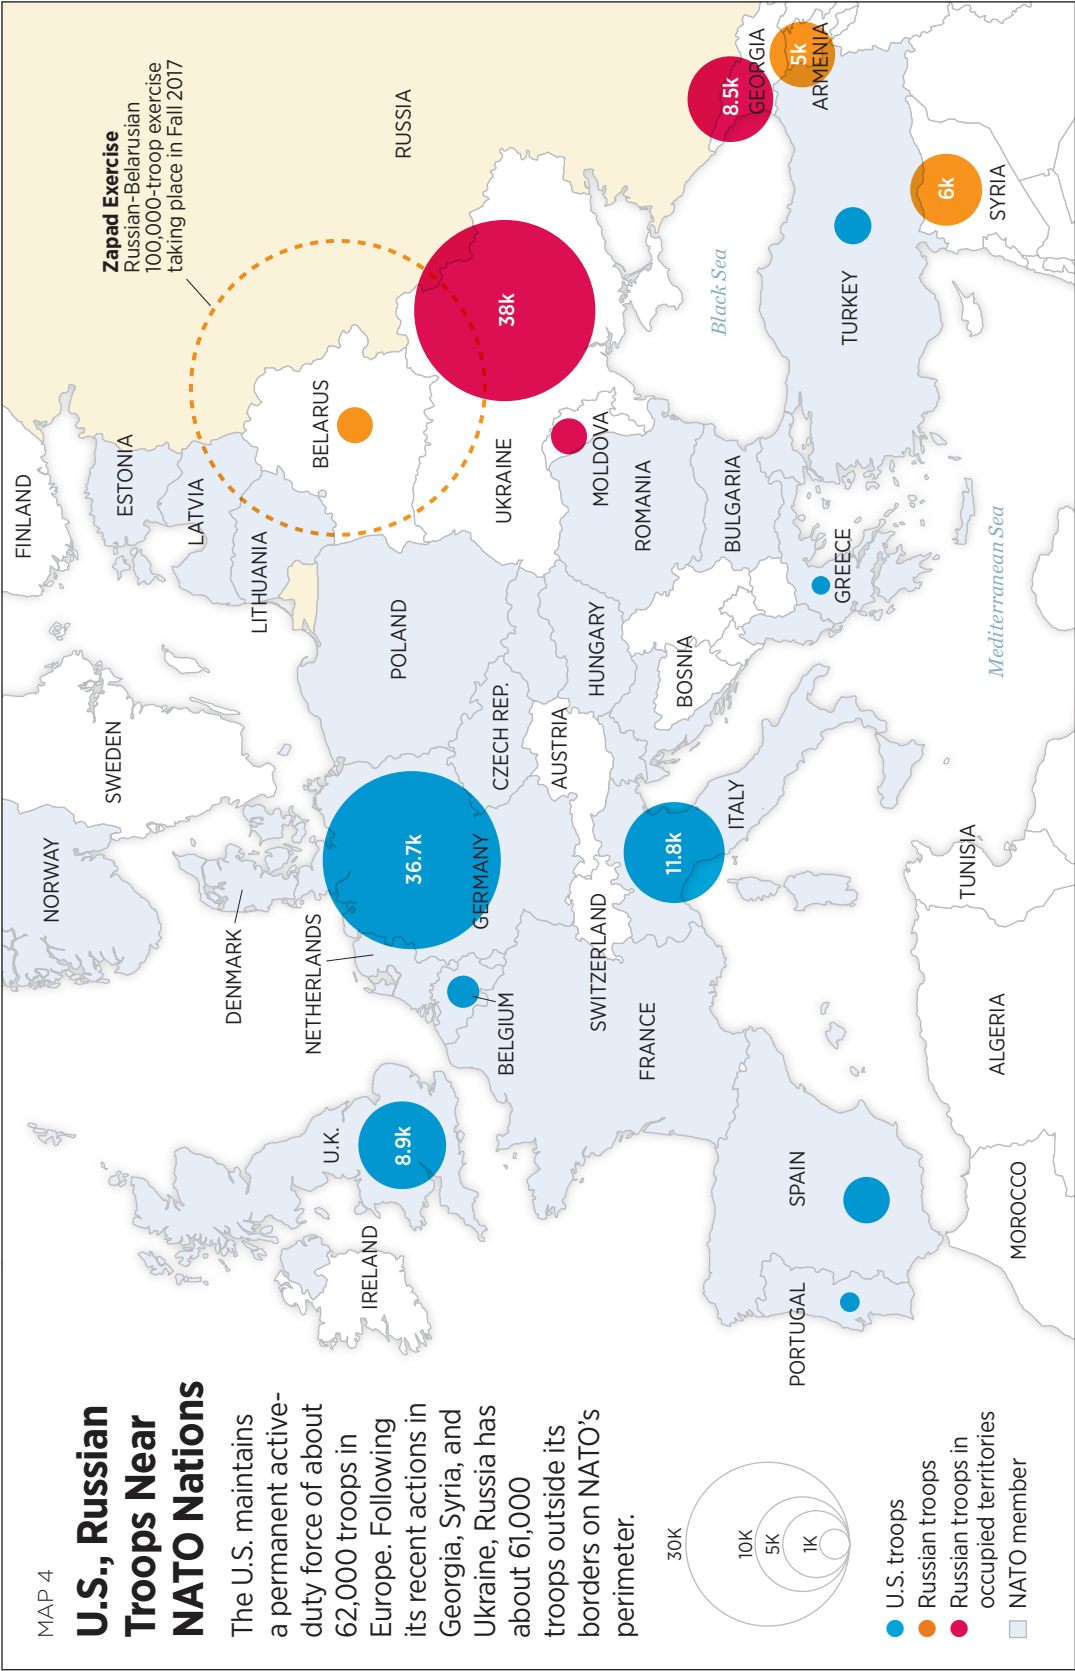 MAP 4
U.S., Russian
Troops Near
NATO Nations
The U.S. maintains
a permanent active-
duty force of about
62,000 troops in
Europe. Following
its recent actions in
Georgia, Syria, and
Ukraine, Russia has
about 61,000
troops outside its
borders on NATO’s
perimeter.
30K
10K
5K
1K
U.S. troops
Russian troops
Russian troops in
occupied territories
NATO member
Zapad Exercise
Russian-Belarusian
100,000-troop exercise
taking place in Fall 2017
NORWAY
SWEDEN
FINLAND
ESTONIA
LATVIA
LITHUANIA
RUSSIA
DENMARK
NETHERLANDS
U.K.
8.9k
IRELAND
BELGIUM
36.7k
GERMANY
POLAND
BELARUS
38k
UKRAINE
CZECH REP.
AUSTRIA
SWITZERLAND
FRANCE
HUNGARY
MOLDOVA
ROMANIA
BOSNIA
11.8k
ITALY
BULGARIA
Black Sea
8.5k
GEORGIA
5k
ARMENIA
PORTUGAL
SPAIN
GREECE
TURKEY
6k
SYRIA
Mediterranean Sea
MOROCCO
ALGERIA
TUNISIA